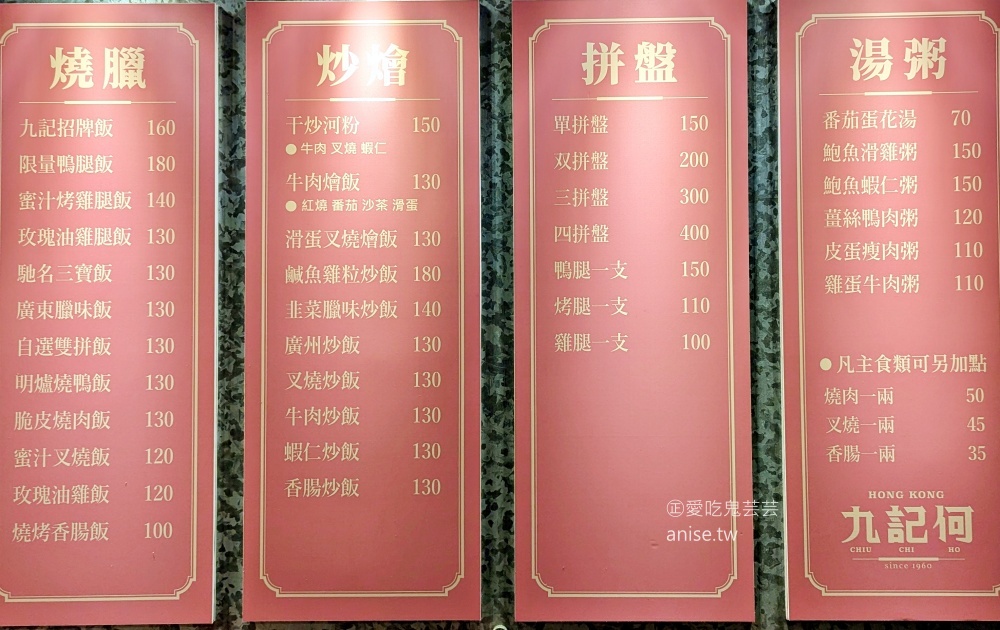 燒臘
九記招牌飯 160
限量鴨腿飯 180
蜜汁烤雞腿飯 140
玫瑰油雞腿飯 130
馳名三寶飯 130
廣東臘味飯 130
自選雙拼飯 130
明爐燒鴨飯 130
脆皮燒肉飯 130
蜜汁叉燒飯 120
玫瑰油雞飯 120
燒烤香腸飯 100
炒燴
干炒河粉 150
●牛肉 叉燒 蝦仁
牛肉燴飯 130
●紅燒 番茄 沙茶 滑蛋
滑蛋叉燒燴飯 130
鹹魚雞粒炒飯 180
韭菜臘味炒飯 140
廣州炒飯 130
叉燒炒飯 130
牛肉炒飯 130
蝦仁炒飯 130
香腸炒飯 130
拼盤
單拼盤 150
双拼盤 200
三拼盤 300
四拼盤 400
鴨腿一支 150
烤腿一支 110
雞腿一支 100
湯粥
番茄蛋花湯 70
鮑魚滑雞粥 150
鮑魚蝦仁粥 150
薑絲鴨肉粥 120
皮蛋瘦肉粥 110
雞蛋牛肉粥 110
●凡主食類可另加點
燒肉一兩 50
叉燒一兩 45
香腸一兩 35
HONG KONG
九記何
CHIU CHI HO
since 1960
㊣愛吃鬼芸芸
anise.tw